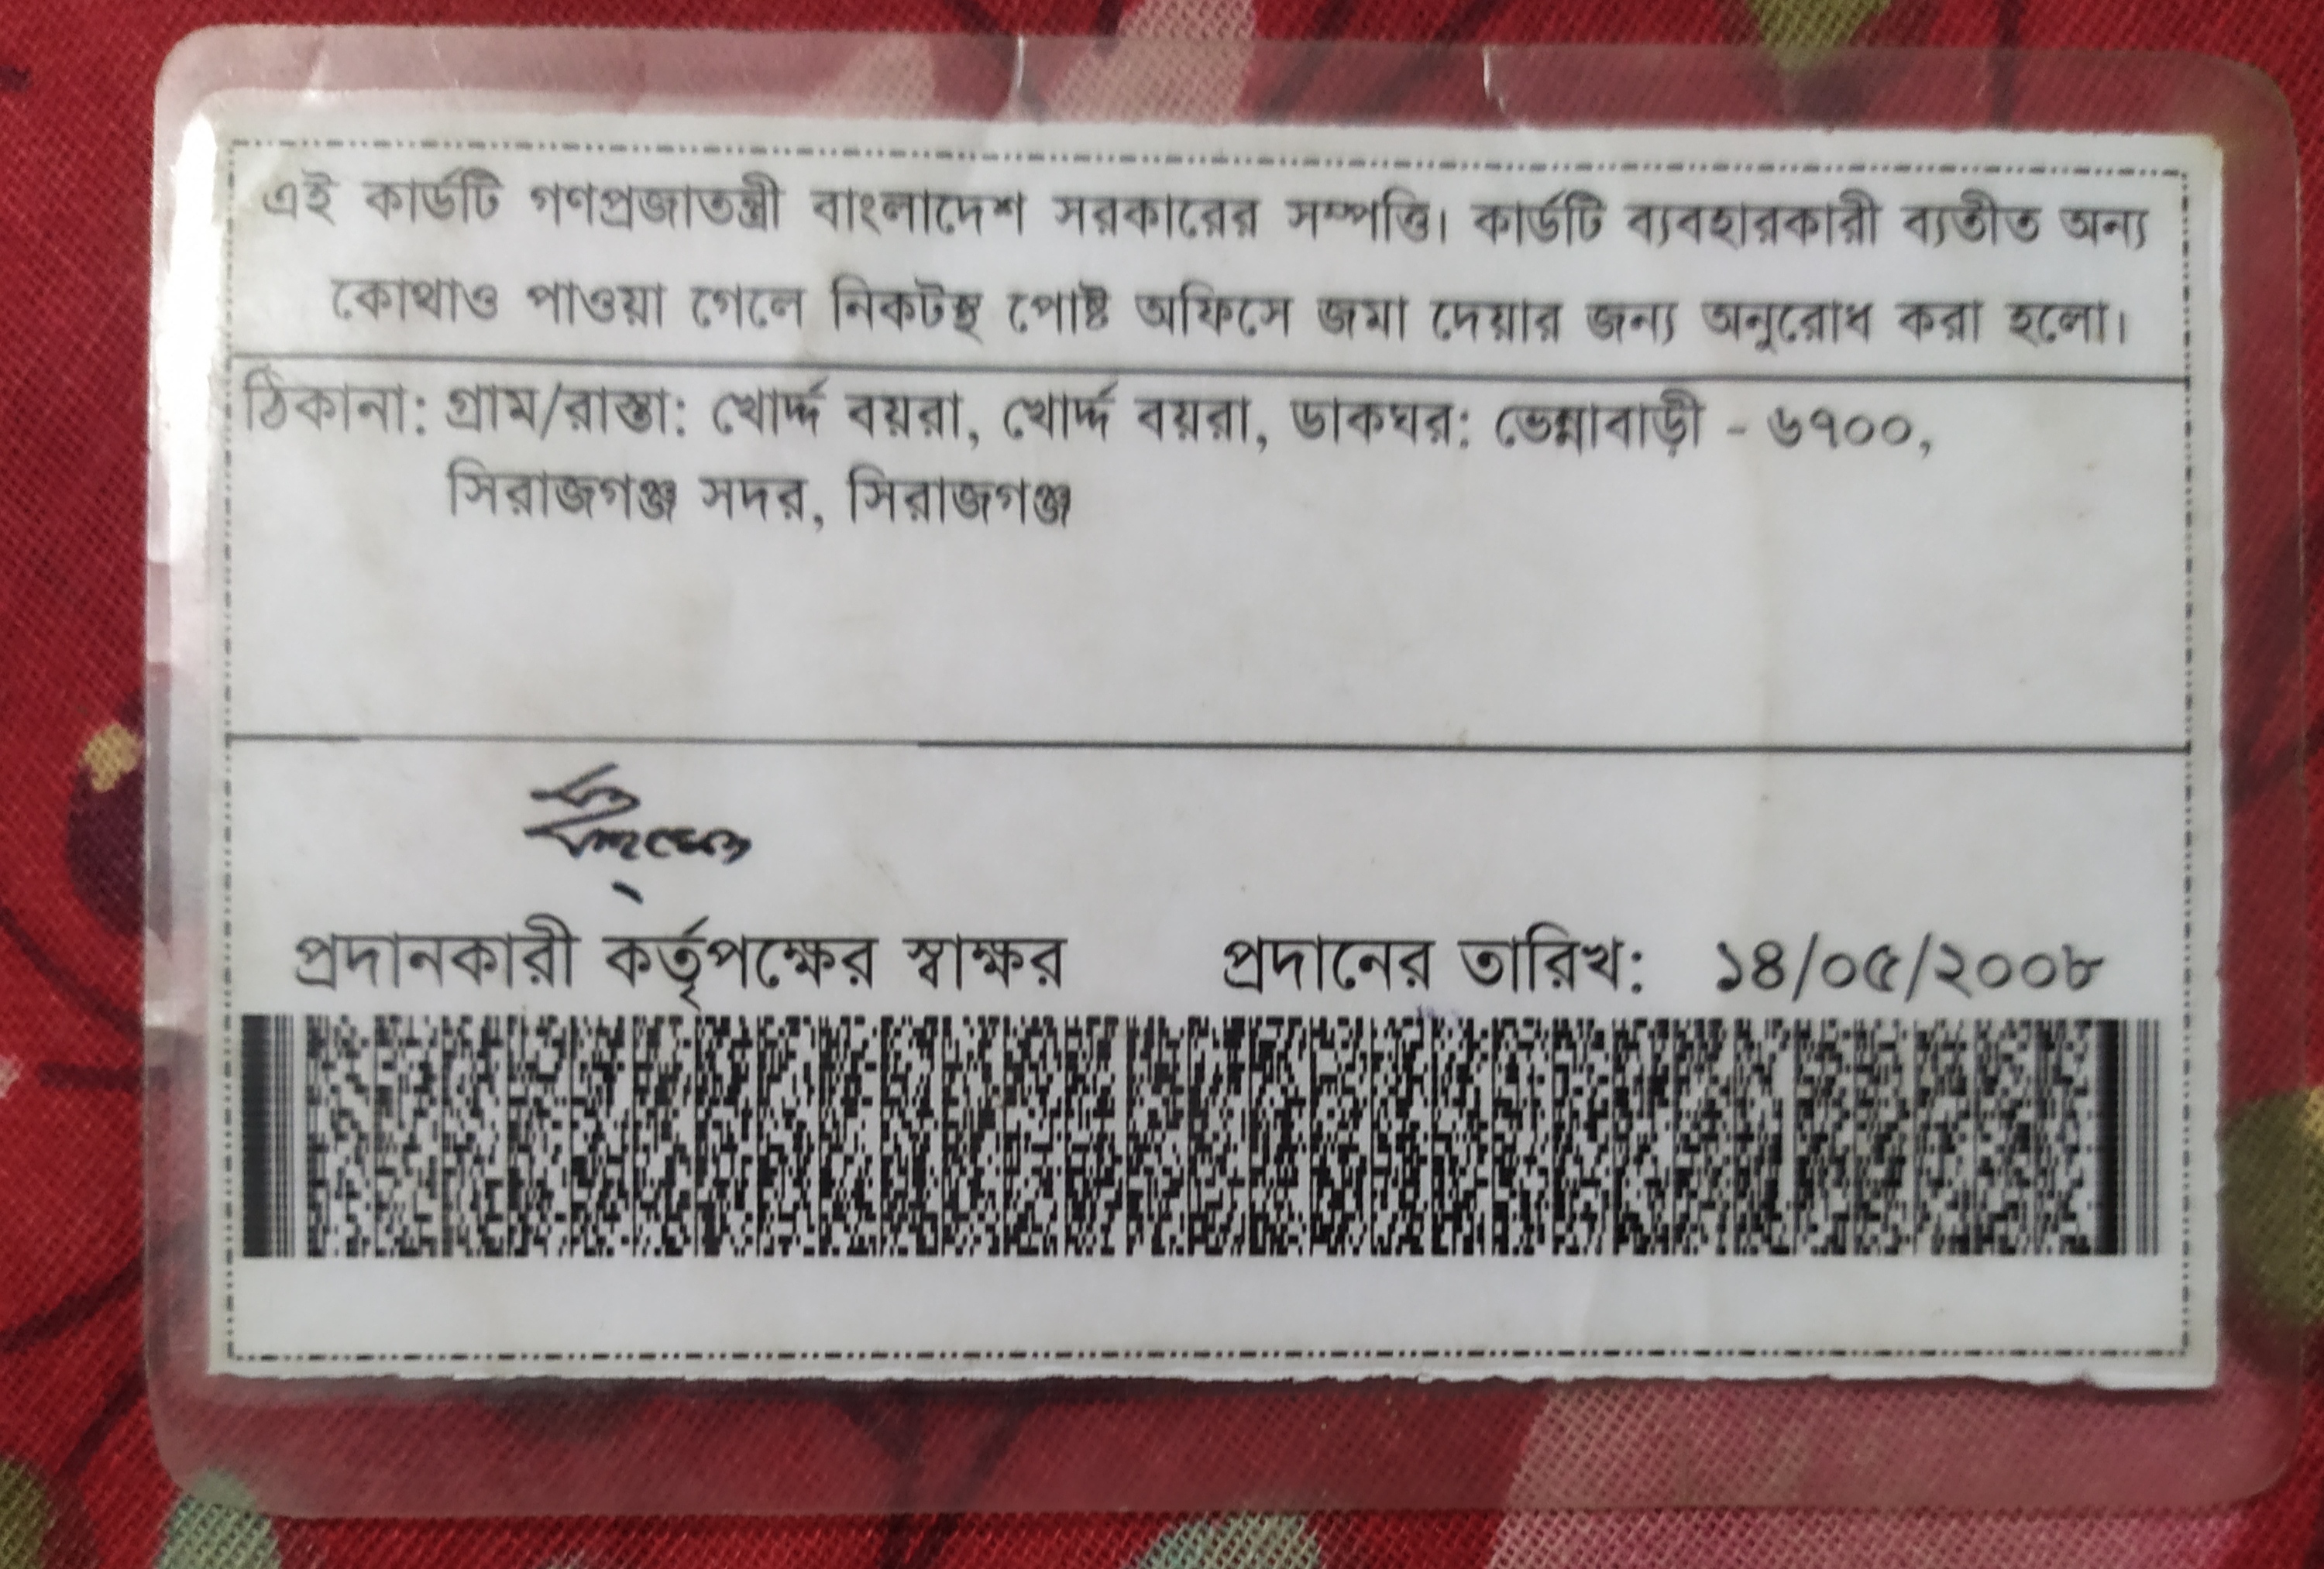 এই কার্ডটি গণপ্রজাতন্ত্রী বাংলাদেশ সরকারের সম্পত্তি। কার্ডটি ব্যবহারকারী ব্যতীত অন্য
কোথাও পাওয়া গেলে নিকটস্থ পোষ্ট অফিসে জমা দেয়ার জন্য অনুরোধ করা হলো।
ঠিকানা: গ্রাম/রাস্তা: খোর্দ্দ বয়রা, খোর্দ্দ বয়রা, ডাকঘর: ভেন্নাবাড়ী - ৬৭০০,
সিরাজগঞ্জ সদর, সিরাজগঞ্জ
প্রদানকারী কর্তৃপক্ষের স্বাক্ষর প্রদানের তারিখ: ১৪/০৫/২০০৮